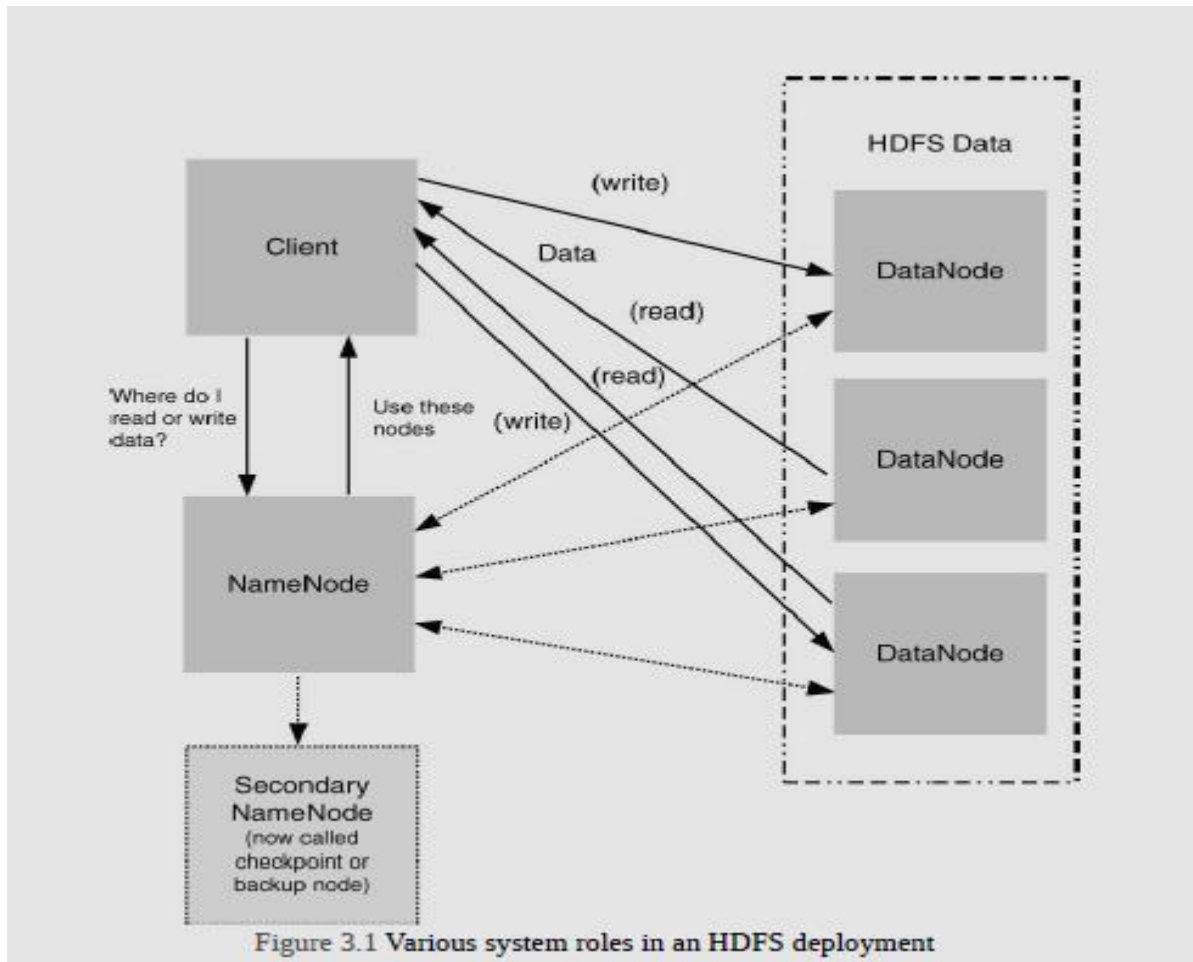 HDFS Data
(write)
Client
Data
DataNode
(read)
(read)
'Where do I
read or write
data?
Use these
nodes
(write)
DataNode
NameNode
DataNode
Secondary
NameNode
(now called
checkpoint or
backup node)
Figure 3.1 Various system roles in an HDFS deployment